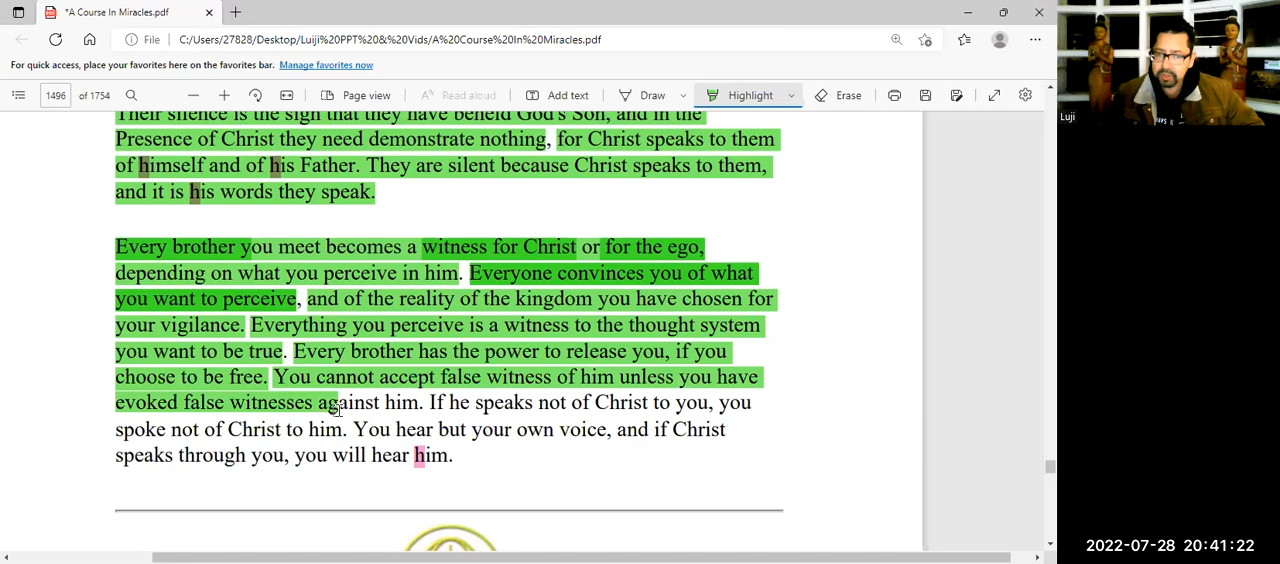 *A Course In Miracles.pdf
File C:/Users/27828/Desktop/Luiji%20PPT%20&%20Vids/A%20Course%20In%20Miracles.pdf
For quick access, place your favorites here on the favorites bar. Manage favorites now
1496 of 1754 Page view Read aloud Add text Draw Highlight Erase
Their silence is the sign that they have beheld God's Son, and in the
Presence of Christ they need demonstrate nothing, for Christ speaks to them
of himself and of his Father. They are silent because Christ speaks to them,
and it is his words they speak.
Every brother you meet becomes a witness for Christ or for the ego,
depending on what you perceive in him. Everyone convinces you of what
you want to perceive, and of the reality of the kingdom you have chosen for
your vigilance. Everything you perceive is a witness to the thought system
you want to be true. Every brother has the power to release you, if you
choose to be free. You cannot accept false witness of him unless you have
evoked false witnesses against him. If he speaks not of Christ to you, you
spoke not of Christ to him. You hear but your own voice, and if Christ
speaks through you, you will hear him.
Luji
2022-07-28 20:41:22